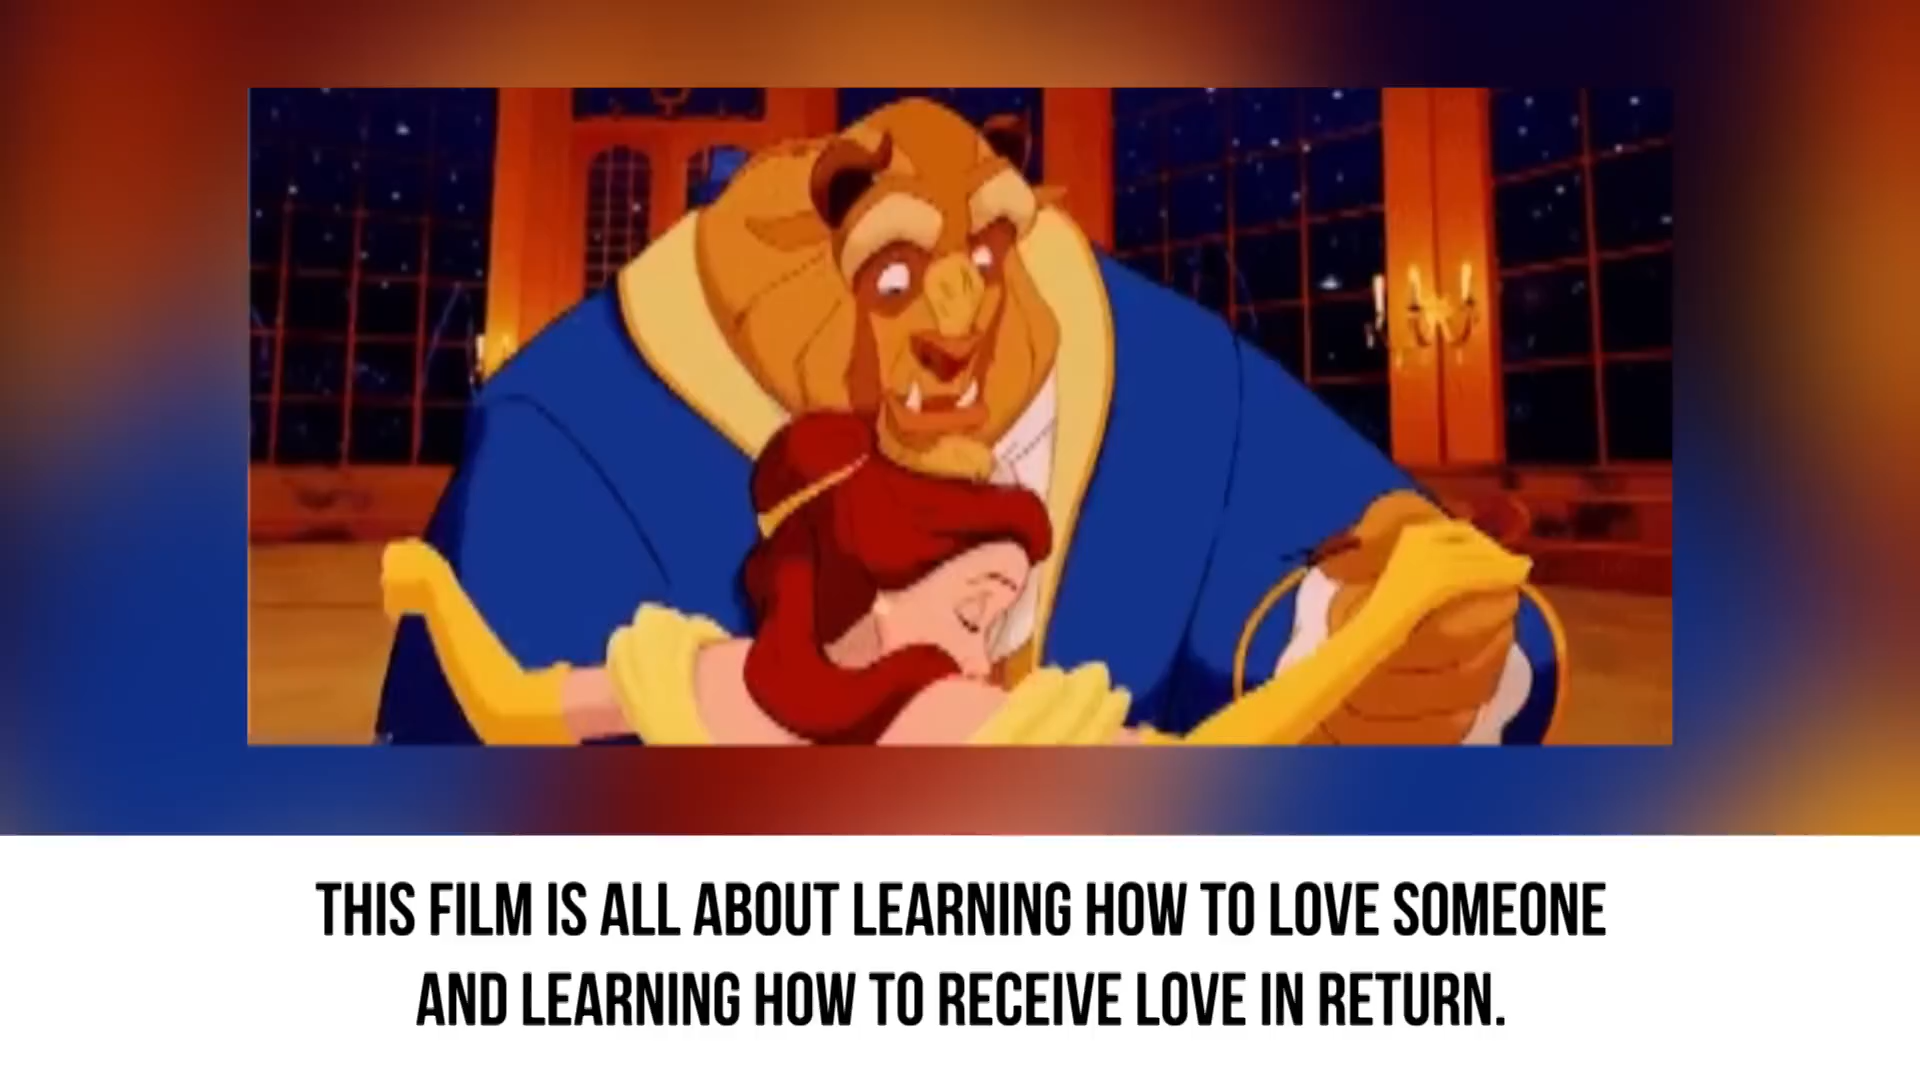 THIS FILM IS ALL ABOUT LEARNING HOW TO LOVE SOMEONE
AND LEARNING HOW TO RECEIVE LOVE IN RETURN.